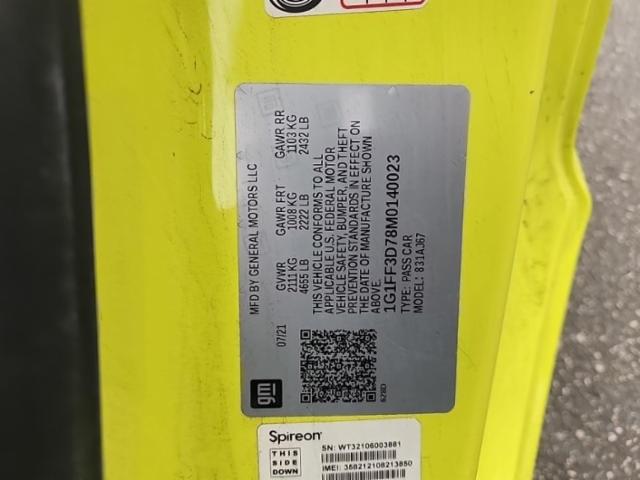 MFD BY GENERAL MOTORS LLC
07/21
GVWR GAWR FRT GAWR RR
2111 KG 1008 KG 1103 KG
4655 LB 2222 LB 2432 LB
THIS VEHICLE CONFORMS TO ALL
APPLICABLE U.S. FEDERAL MOTOR
VEHICLE SAFETY, BUMPER, AND THEFT
PREVENTION STANDARDS IN EFFECT ON
THE DATE OF MANUFACTURE SHOWN
ABOVE.
1G1FF3D78M0140023
TYPE: PASS CAR
MODEL: 831AJ67
gm
Spireon
THIS
SIDE
DOWN
SN: WT32106003881
IMEI: 358212108213850